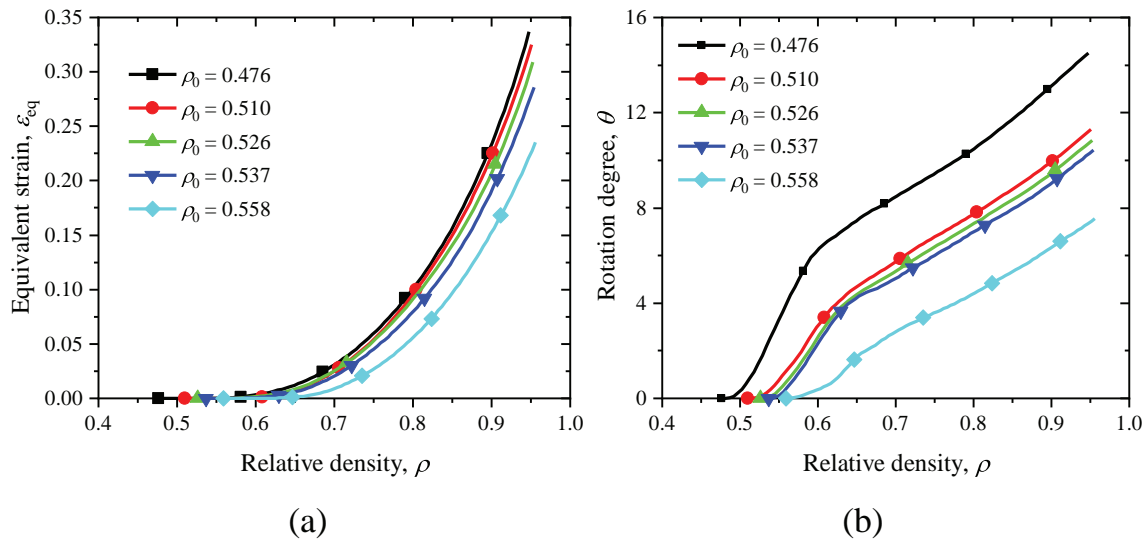 0.35
0.30
0.25
0.20
0.15
0.10
0.05
0.00
Equivalent strain, εeq
ρ0 = 0.476
ρ0 = 0.510
ρ0 = 0.526
ρ0 = 0.537
ρ0 = 0.558
0.4 0.5 0.6 0.7 0.8 0.9 1.0
Relative density, ρ
(a)
16
12
8
4
0
Rotation degree, θ
ρ0 = 0.476
ρ0 = 0.510
ρ0 = 0.526
ρ0 = 0.537
ρ0 = 0.558
0.4 0.5 0.6 0.7 0.8 0.9 1.0
Relative density, ρ
(b)